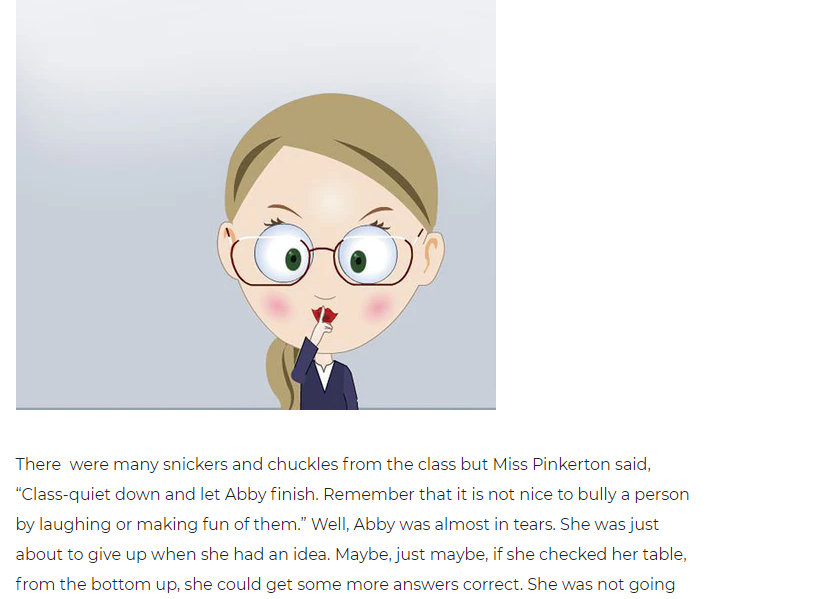 There  were many snickers and chuckles from the class but Miss Pinkerton said,
“Class-quiet down and let Abby finish. Remember that it is not nice to bully a person
by laughing or making fun of them.” Well, Abby was almost in tears. She was just
about to give up when she had an idea. Maybe, just maybe, if she checked her table,
from the bottom up, she could get some more answers correct. She was not going